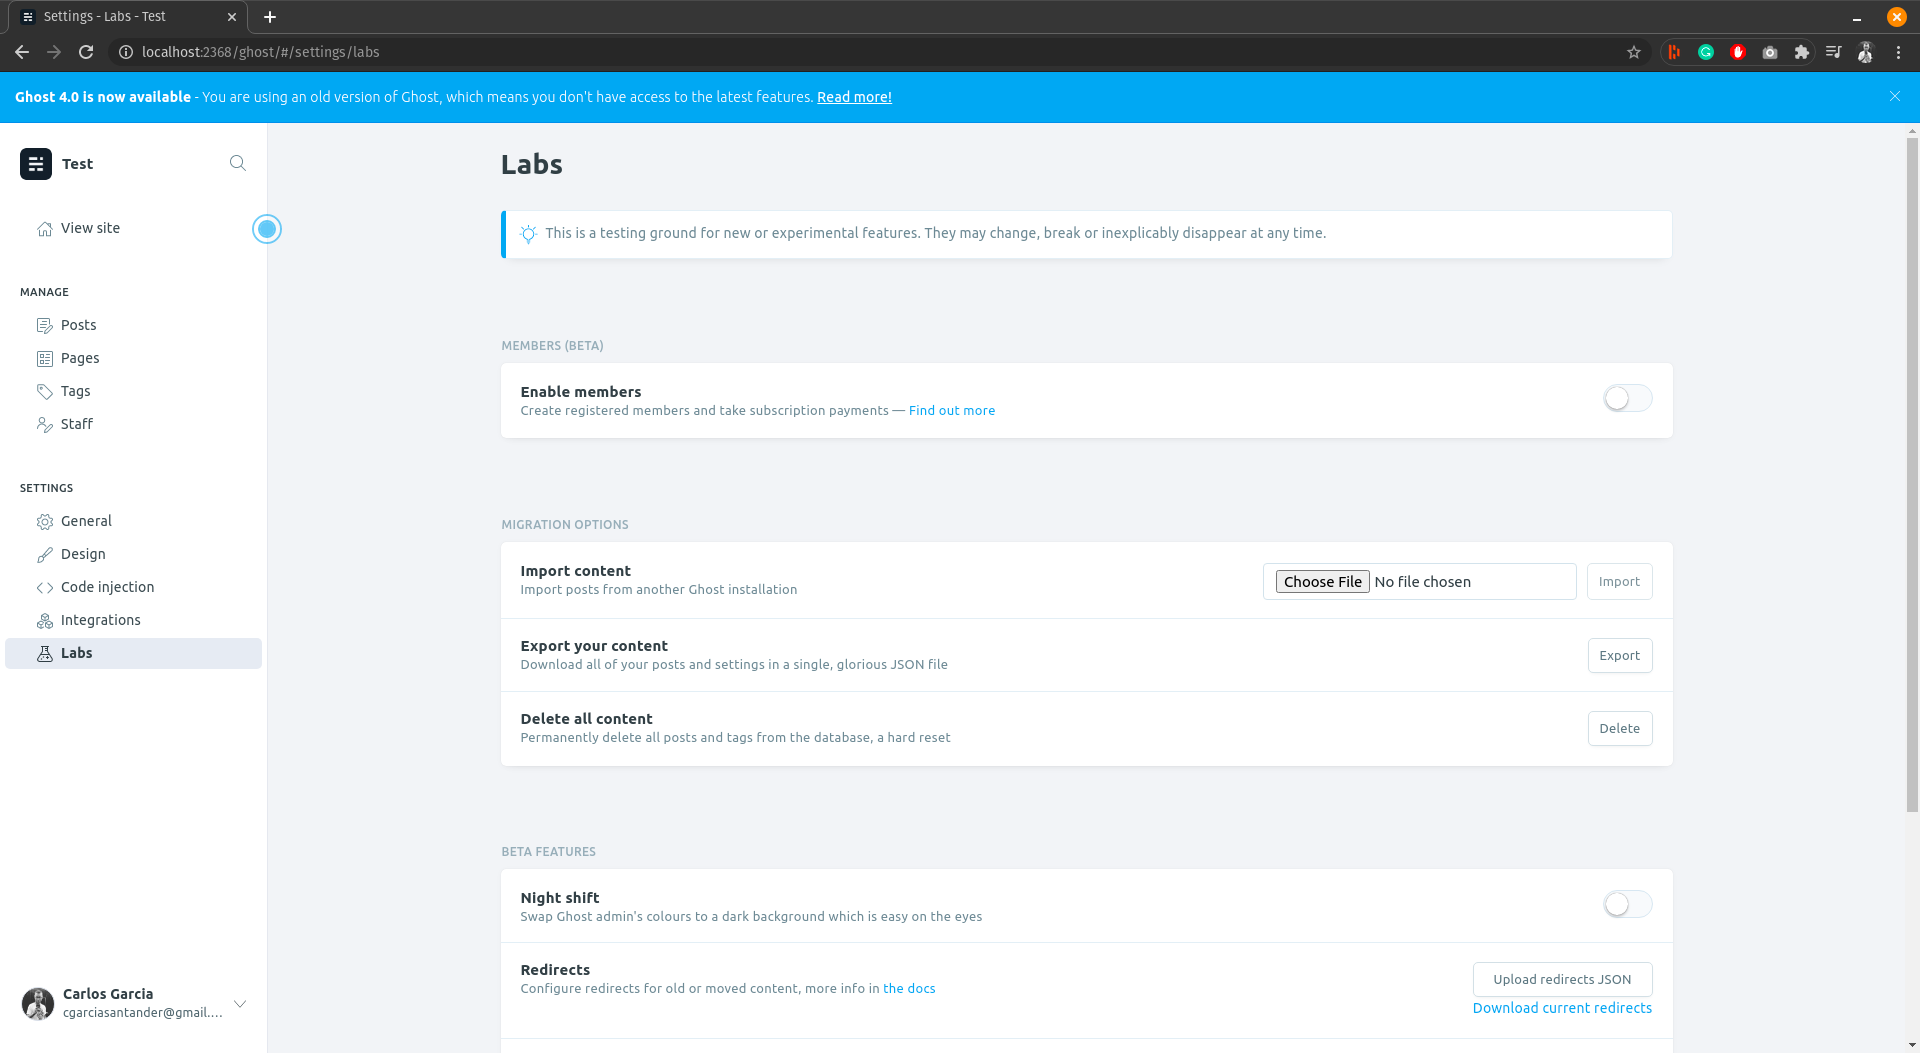 Settings - Labs - Test
localhost:2368/ghost/#/settings/labs
Ghost 4.0 is now available - You are using an old version of Ghost, which means you don't have access to the latest features. Read more!
Test
View site
MANAGE
Posts
Pages
Tags
Staff
SETTINGS
General
Design
Code injection
Integrations
Labs
Carlos Garcia
cgarciasantander@gmail....
Labs
This is a testing ground for new or experimental features. They may change, break or inexplicably disappear at any time.
MEMBERS (BETA)
Enable members
Create registered members and take subscription payments — Find out more
MIGRATION OPTIONS
Import content
Import posts from another Ghost installation
Choose File No file chosen
Import
Export your content
Download all of your posts and settings in a single, glorious JSON file
Export
Delete all content
Permanently delete all posts and tags from the database, a hard reset
Delete
BETA FEATURES
Night shift
Swap Ghost admin's colours to a dark background which is easy on the eyes
Redirects
Configure redirects for old or moved content, more info in the docs
Upload redirects JSON
Download current redirects